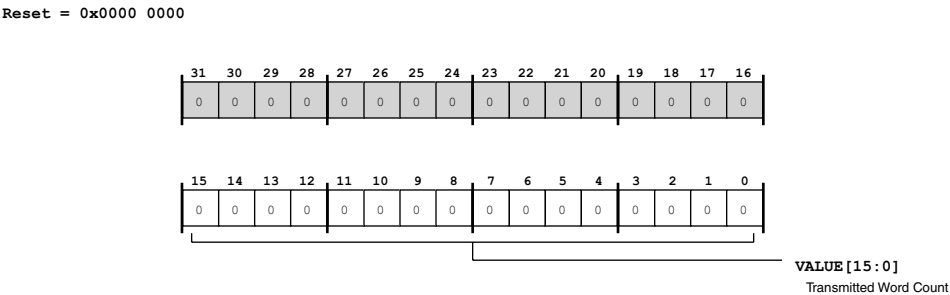 Reset = 0x0000 0000
31 30 29 28 27 26 25 24 23 22 21 20 19 18 17 16
0 0 0 0 0 0 0 0 0 0 0 0 0 0 0 0
15 14 13 12 11 10 9 8 7 6 5 4 3 2 1 0
0 0 0 0 0 0 0 0 0 0 0 0 0 0 0 0
VALUE[15:0]
Transmitted Word Count